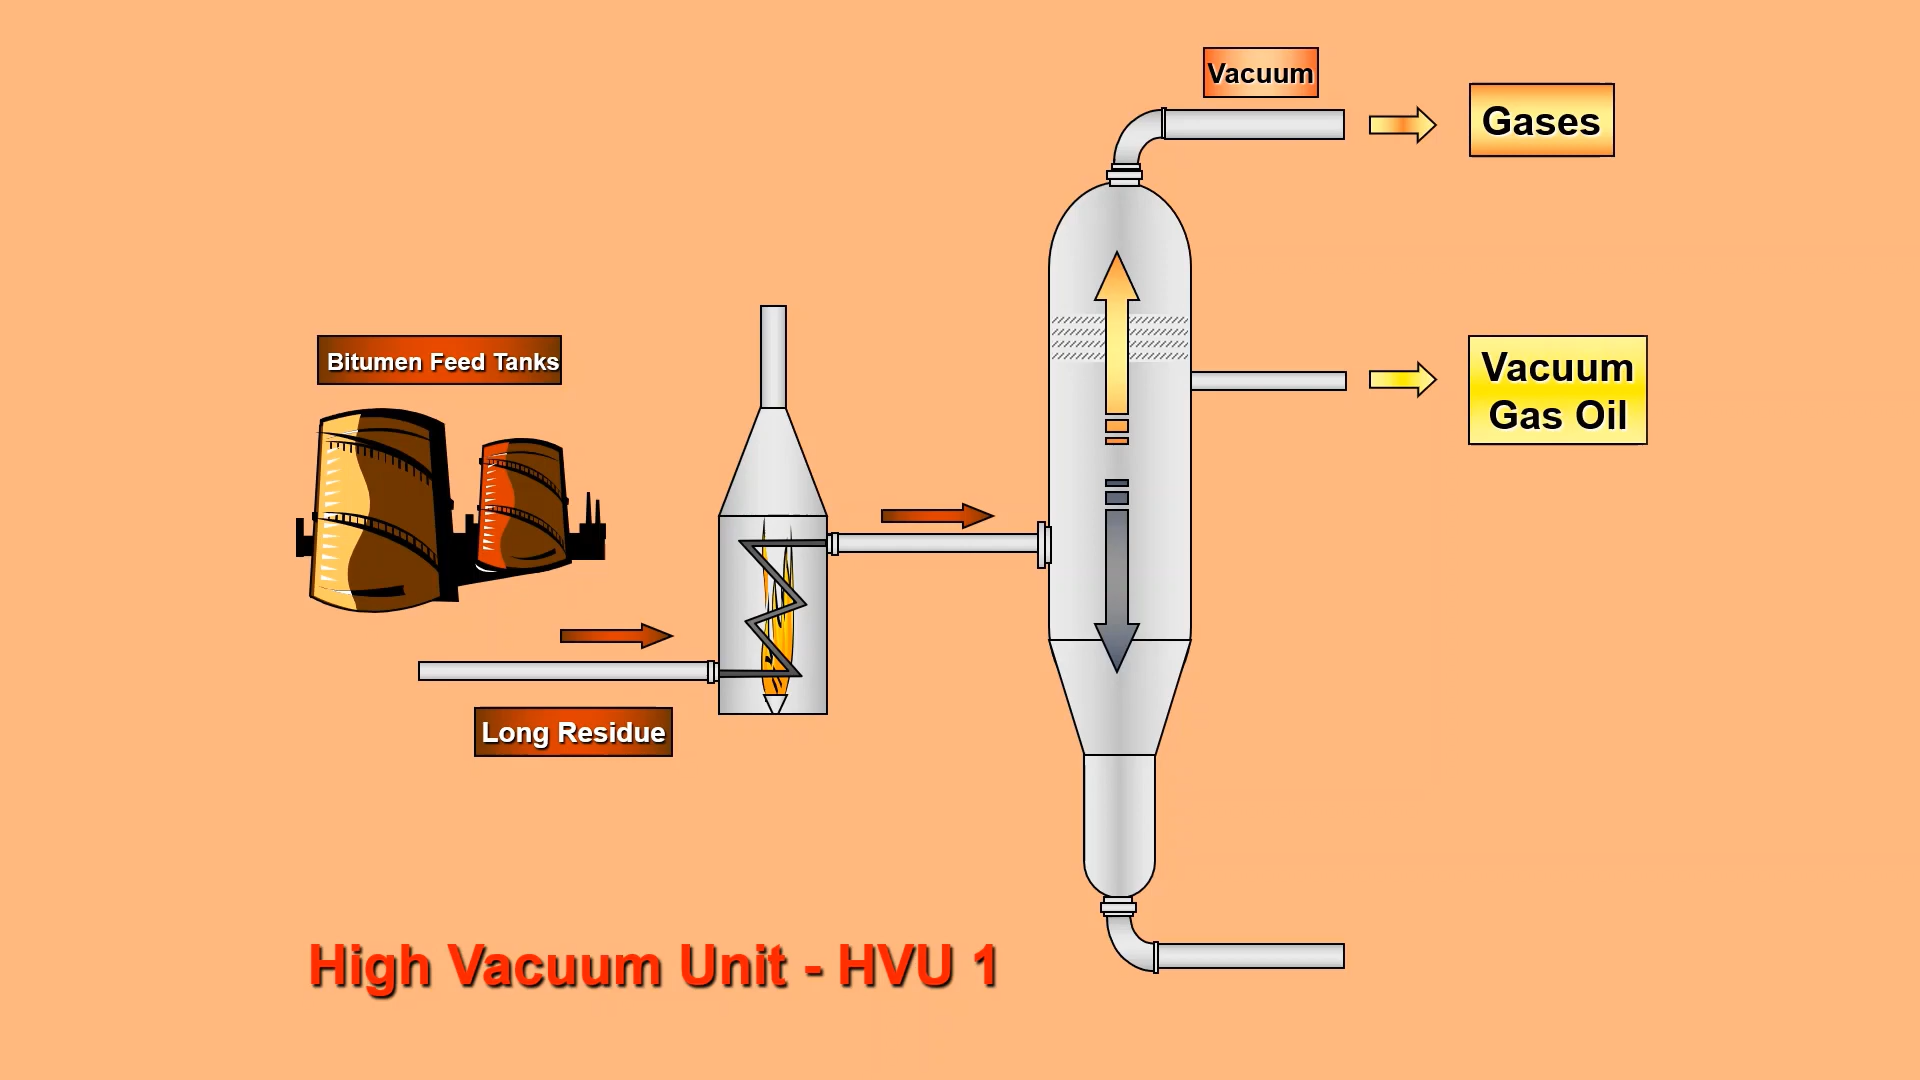 Vacuum
Gases
Bitumen Feed Tanks
Vacuum
Gas Oil
Long Residue
High Vacuum Unit - HVU 1